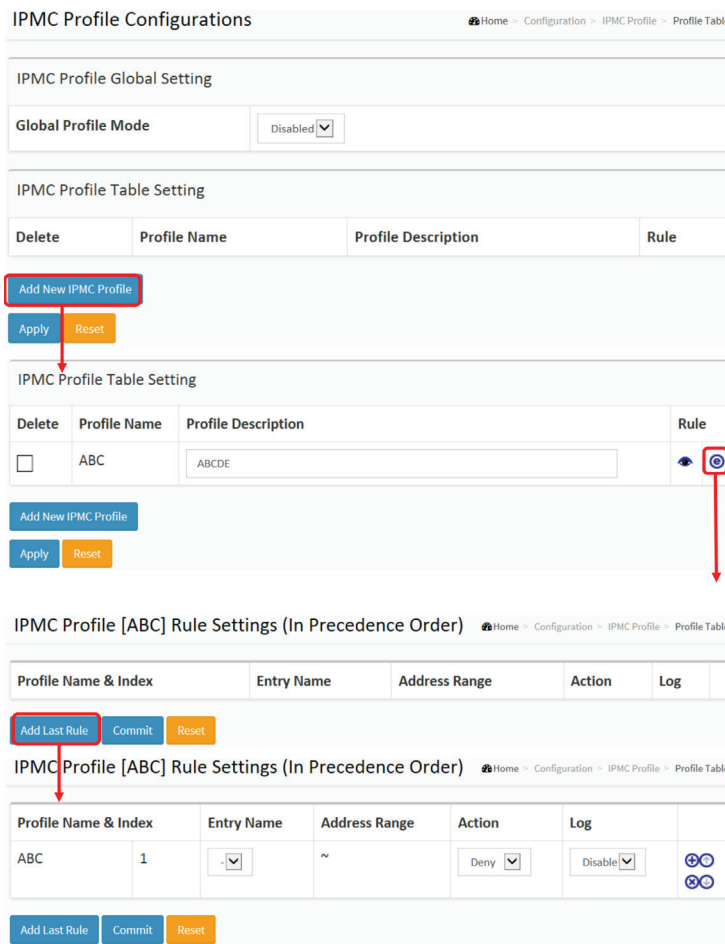 IPMC Profile Configurations
Home > Configuration > IPMC Profile > Profile Table
IPMC Profile Global Setting
Global Profile Mode Disabled
IPMC Profile Table Setting
Delete Profile Name Profile Description Rule
Add New IPMC Profile
Apply Reset
IPMC Profile Table Setting
Delete Profile Name Profile Description Rule
ABC ABCDE e
Add New IPMC Profile
Apply Reset
IPMC Profile [ABC] Rule Settings (In Precedence Order) Home > Configuration > IPMC Profile > Profile Table
Profile Name & Index Entry Name Address Range Action Log
Add Last Rule Commit Reset
IPMC Profile [ABC] Rule Settings (In Precedence Order) Home > Configuration > IPMC Profile > Profile Table
Profile Name & Index Entry Name Address Range Action Log
ABC 1 - ~ Deny Disable
Add Last Rule Commit Reset